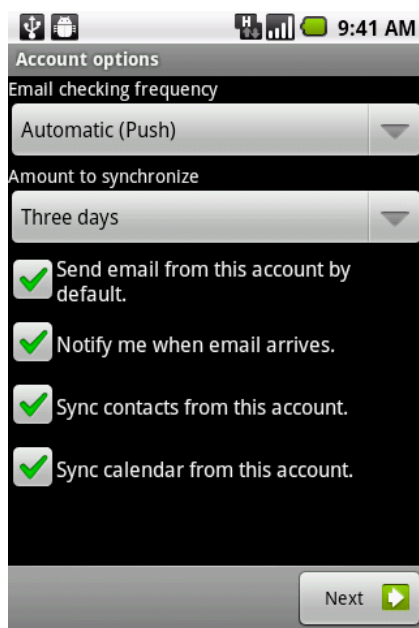 H
9:41 AM
Account options
Email checking frequency
Automatic (Push)
Amount to synchronize
Three days
Send email from this account by
default.
Notify me when email arrives.
Sync contacts from this account.
Sync calendar from this account.
Next